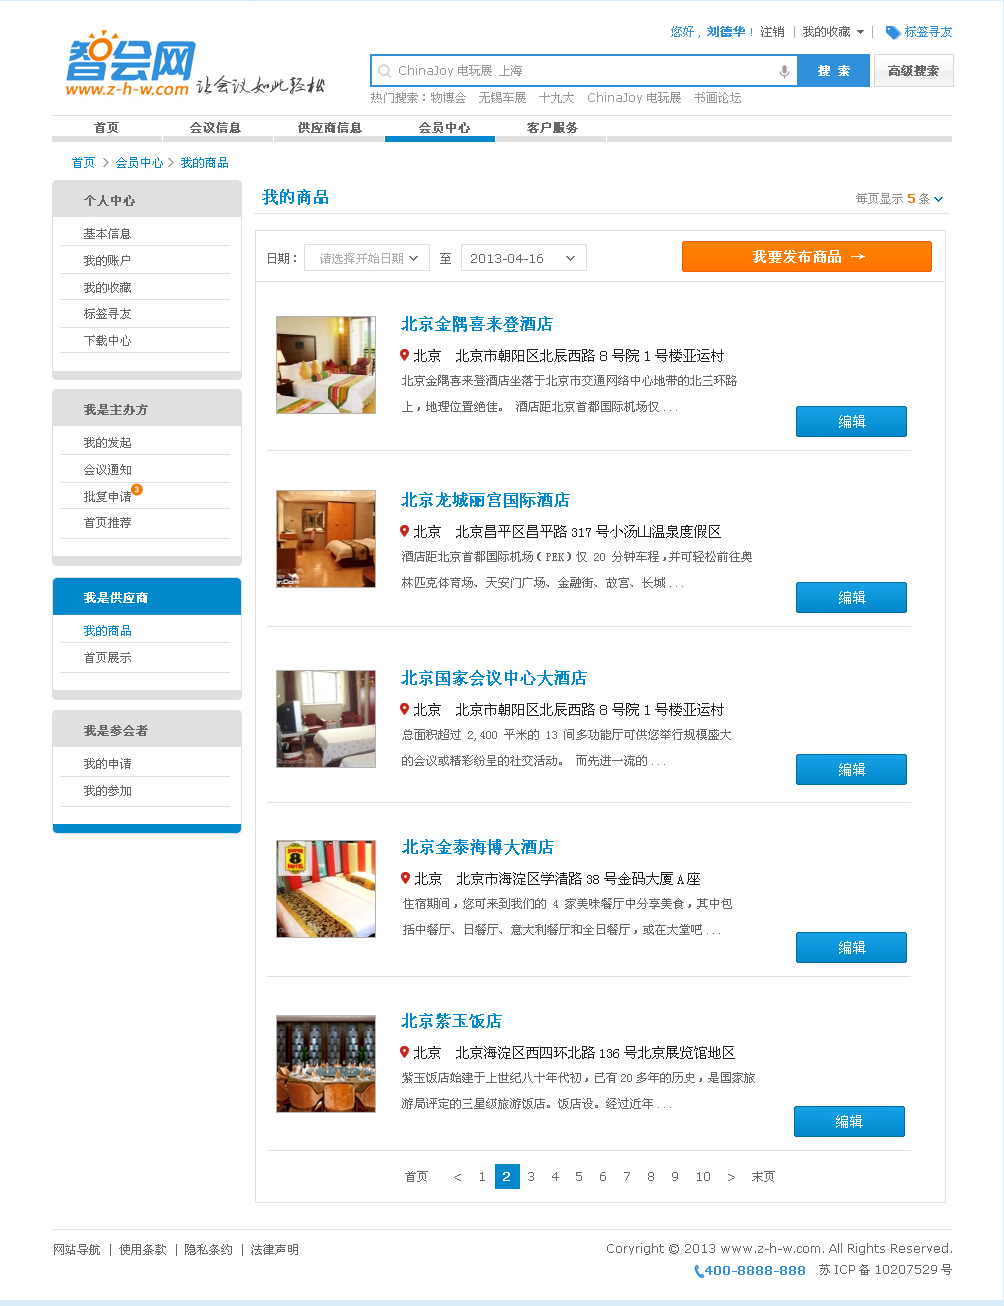 您好，刘德华！ 注销 | 我的收藏 | 标签寻友
智会网
www.z-h-w.com 让会议如此轻松
ChinaJoy 电玩展 上海 搜 索 高级搜索
热门搜索：物博会 无锡车展 十九大 ChinaJoy 电玩展 书画论坛
首页 会议信息 供应商信息 会员中心 客户服务
首页 > 会员中心 > 我的商品
个人中心
基本信息
我的账户
我的收藏
标签寻友
下载中心
我是主办方
我的发起
会议通知
批复申请 3
首页推荐
我是供应商
我的商品
首页展示
我是参会者
我的申请
我的参加
我的商品 每页显示 5 条
日期： 请选择开始日期 至 2013-04-16 我要发布商品 →
北京金隅喜来登酒店
北京 北京市朝阳区北辰西路 8 号院 1 号楼亚运村
北京金隅喜来登酒店坐落于北京市交通网络中心地带的北三环路
上，地理位置绝佳。 酒店距北京首都国际机场仅 ...
编辑
北京龙城丽宫国际酒店
北京 北京昌平区昌平路 317 号小汤山温泉度假区
酒店距北京首都国际机场（PEK）仅 20 分钟车程，并可轻松前往奥
林匹克体育场、天安门广场、金融街、故宫、长城 ...
编辑
北京国家会议中心大酒店
北京 北京市朝阳区北辰西路 8 号院 1 号楼亚运村
总面积超过 2,400 平米的 13 间多功能厅可供您举行规模盛大
的会议或精彩纷呈的社交活动。 而先进一流的 ...
编辑
SUPER
8
HOTEL
北京金泰海博大酒店
北京 北京市海淀区学清路 38 号金码大厦 A 座
住宿期间，您可来到我们的 4 家美味餐厅中分享美食，其中包
括中餐厅、日餐厅、意大利餐厅和全日餐厅，或在大堂吧 ...
编辑
北京紫玉饭店
北京 北京海淀区西四环北路 136 号北京展览馆地区
紫玉饭店始建于上世纪八十年代初，已有 20 多年的历史，是国家旅
游局评定的三星级旅游饭店。饭店设。经过近年 ...
编辑
首页 < 1 2 3 4 5 6 7 8 9 10 > 末页
网站导航 | 使用条款 | 隐私条约 | 法律声明
Coryright © 2013 www.z-h-w.com. All Rights Reserved.
400-8888-888 苏 ICP 备 10207529 号